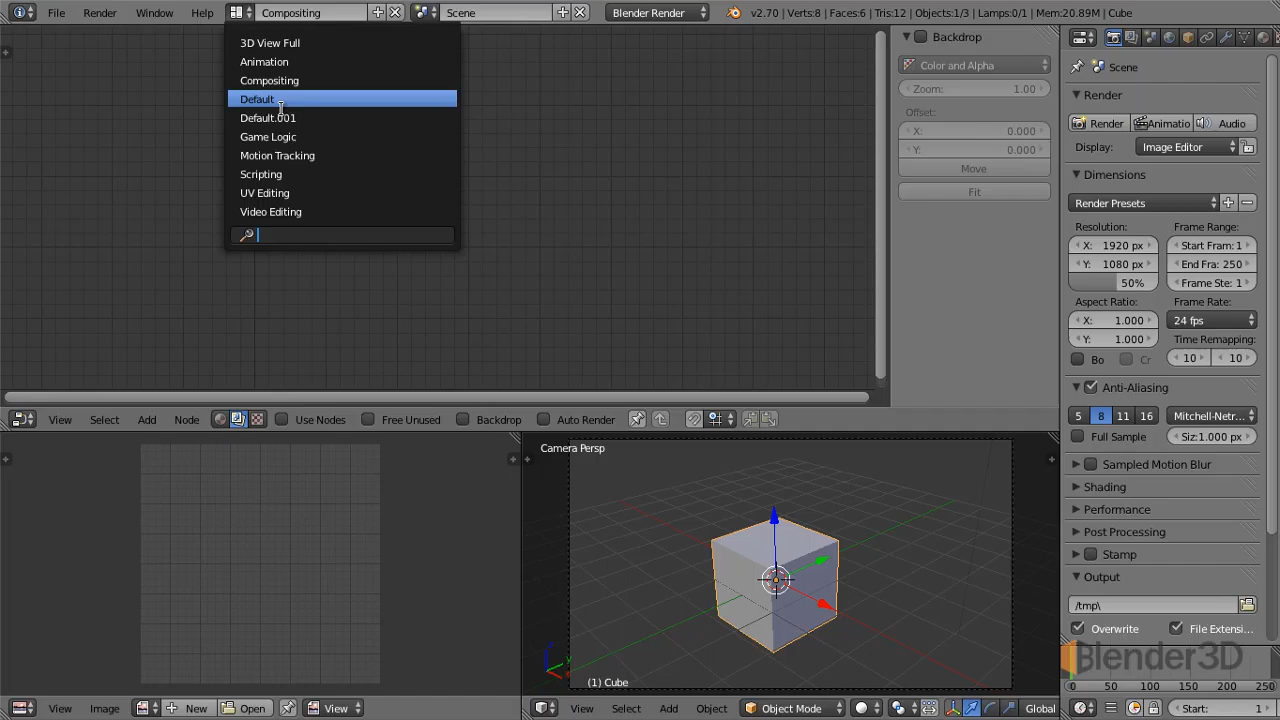 File Render Window Help Compositing Scene Blender Render v2.70 | Verts:8 | Faces:6 | Tris:12 | Objects:1/3 | Lamps:0/1 | Mem:20.89M | Cube
3D View Full
Animation
Compositing
Default
Default.001
Game Logic
Motion Tracking
Scripting
UV Editing
Video Editing
Backdrop
Color and Alpha
Zoom: 1.00
Offset:
X: 0.000
Y: 0.000
Move
Fit
Scene
Render
Render Animatio Audio
Display: Image Editor
Dimensions
Render Presets
Resolution: Frame Range:
X: 1920 px Start Fram: 1
Y: 1080 px End Fra: 250
50% Frame Ste: 1
Aspect Ratio: Frame Rate:
X: 1.000 24 fps
Y: 1.000 Time Remapping:
Bo Cr 10 10
Anti-Aliasing
5 8 11 16 Mitchell-Netr...
Full Sample Siz:1.000 px
Sampled Motion Blur
Shading
Performance
Post Processing
Stamp
Output
/tmp\
Overwrite File Extensi...
View Select Add Node Use Nodes Free Unused Backdrop Auto Render
Camera Persp
(1) Cube
Blender3D
0 50 100 150 200 250
View Image New Open View
View Select Add Object Object Mode Global
Start: 1